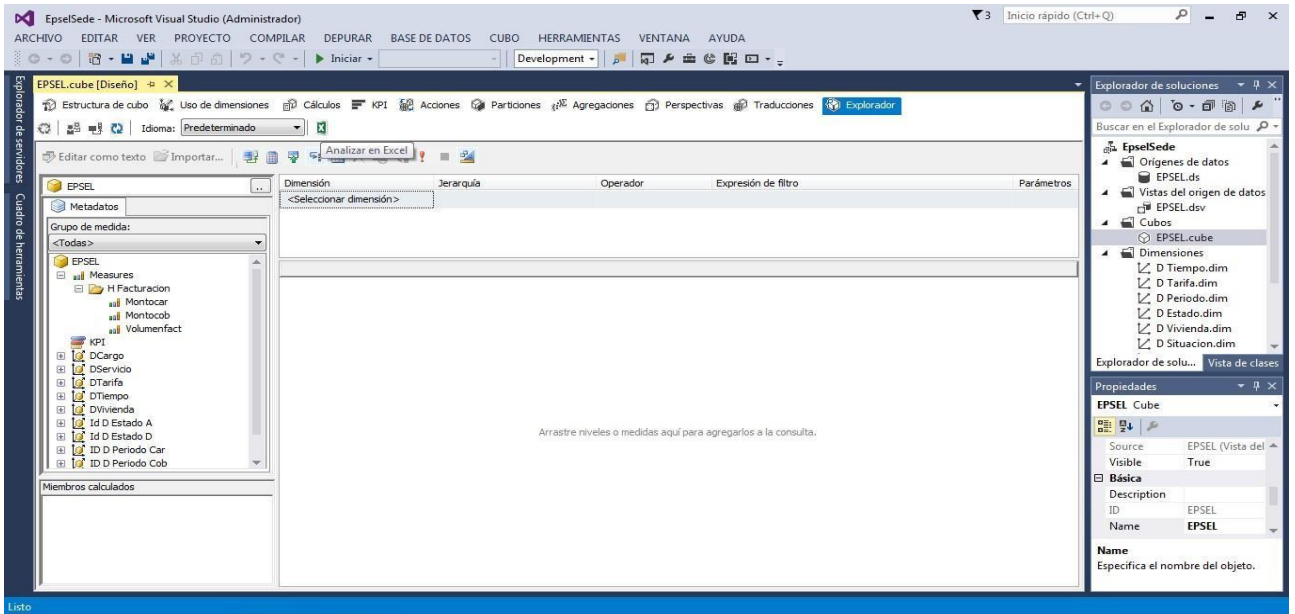 EpselSede - Microsoft Visual Studio (Administrador)
3
Inicio rápido (Ctrl+Q)
ARCHIVO EDITAR VER PROYECTO COMPILAR DEPURAR BASE DE DATOS CUBO HERRAMIENTAS VENTANA AYUDA
Iniciar
Development
Explorador de servidores
Cuadro de herramientas
EPSEL.cube [Diseño]
Estructura de cubo Uso de dimensiones Cálculos KPI Acciones Particiones Agregaciones Perspectivas Traducciones Explorador
Idioma: Predeterminado
Analizar en Excel
Editar como texto Importar...
EPSEL
..
Metadatos
Grupo de medida:
<Todas>
EPSEL
Measures
H Facturacion
Montocar
Montocob
Volumenfact
KPI
DCargo
DServicio
DTarifa
DTiempo
DVivienda
Id D Estado A
Id D Estado D
ID D Periodo Car
ID D Periodo Cob
Miembros calculados
Dimensión Jerarquía Operador Expresión de filtro Parámetros
<Seleccionar dimensión>
Arrastre niveles o medidas aquí para agregarlos a la consulta.
Explorador de soluciones
Buscar en el Explorador de solu
EpselSede
Orígenes de datos
EPSEL.ds
Vistas del origen de datos
EPSEL.dsv
Cubos
EPSEL.cube
Dimensiones
D Tiempo.dim
D Tarifa.dim
D Periodo.dim
D Estado.dim
D Vivienda.dim
D Situacion.dim
Explorador de solu... Vista de clases
Propiedades
EPSEL Cube
Source EPSEL (Vista del
Visible True
Básica
Description
ID EPSEL
Name EPSEL
Name
Especifica el nombre del objeto.
Listo